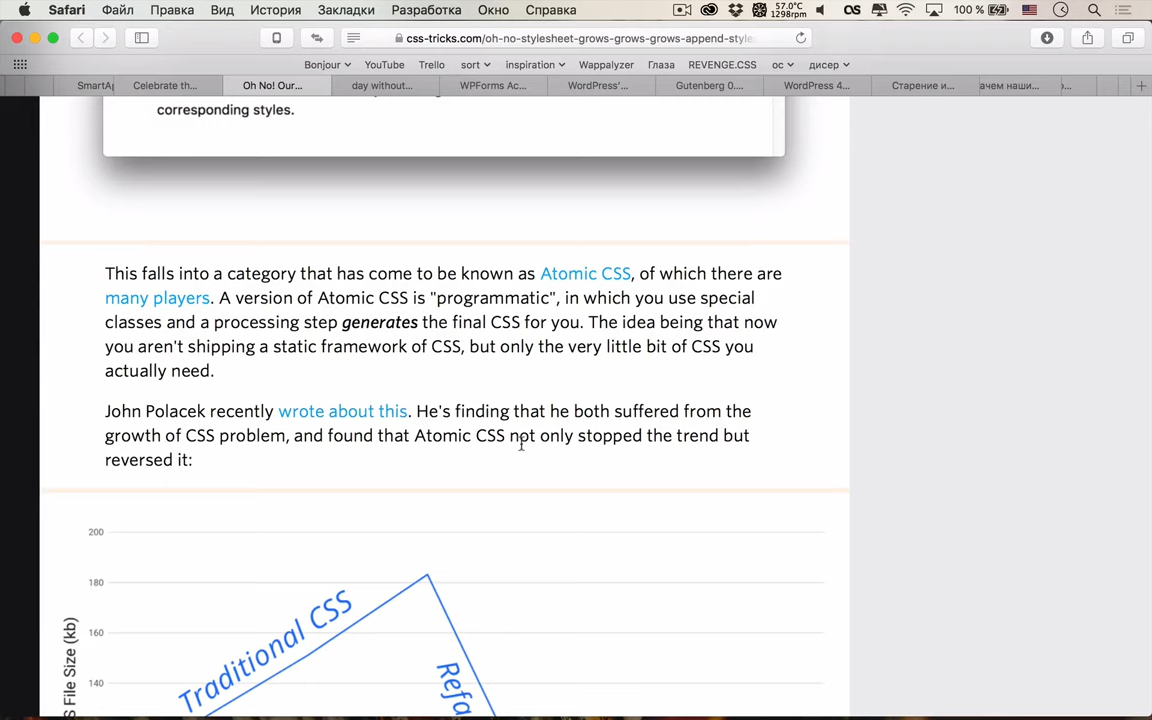 Safari Файл Правка Вид История Закладки Разработка Окно Справка 57.0°C 1298rpm 100 %
css-tricks.com/oh-no-stylesheet-grows-grows-grows-append-style
Bonjour YouTube Trello sort inspiration Wappalyzer Глаза REVENGE.CSS ос дисер
SmartA Celebrate th... Oh No! Our... day without... WPForms Ac... WordPress'... Gutenberg 0.... WordPress 4... Старение и... ачем наши...
corresponding styles.
This falls into a category that has come to be known as Atomic CSS, of which there are
many players. A version of Atomic CSS is "programmatic", in which you use special
classes and a processing step generates the final CSS for you. The idea being that now
you aren't shipping a static framework of CSS, but only the very little bit of CSS you
actually need.
John Polacek recently wrote about this. He's finding that he both suffered from the
growth of CSS problem, and found that Atomic CSS not only stopped the trend but
reversed it:
200
180
160
140
S File Size (kb)
Traditional CSS
Refa